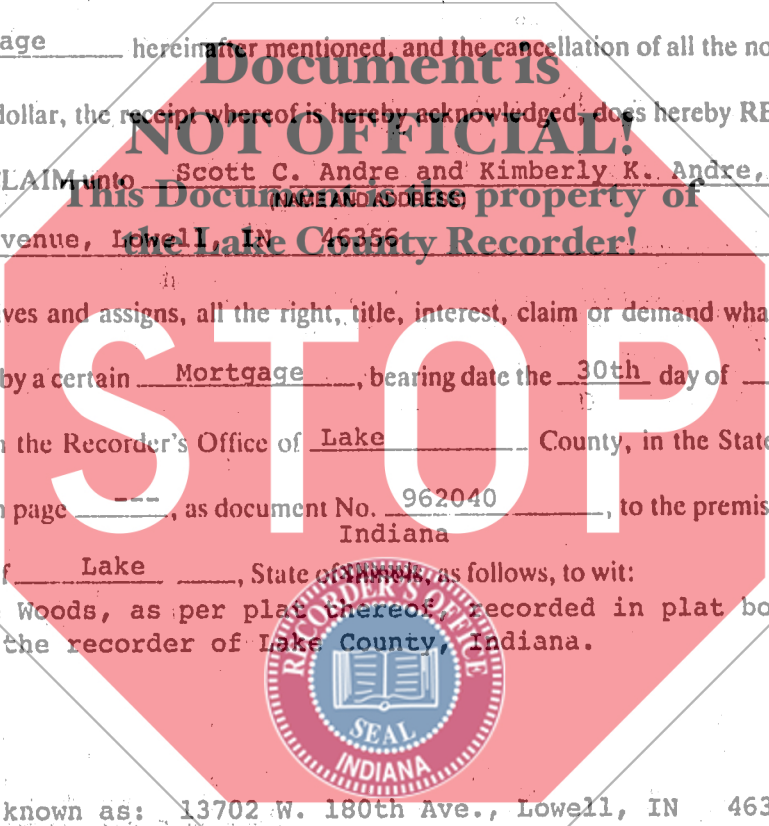 age hereinafter mentioned, and the cancellation of all the no
Document is
dollar, the receipt whereof is hereby acknowledged, does hereby RE
NOT OFFICIAL!
LAIM unto Scott C. Andre and Kimberly K. Andre,
This Document is the property of
(NAME AND ADDRESS)
venue, Lowell, IN 46356
the Lake County Recorder!
ves and assigns, all the right, title, interest, claim or demand wha
STOP
by a certain Mortgage, bearing date the 30th day of
the Recorder's Office of Lake County, in the State
page ---, as document No. 962040, to the premis
Indiana
f Lake, State of Illinois, as follows, to wit:
Woods, as per plat thereof, recorded in plat bo
the recorder of Lake County, Indiana.
RECORDER'S OFFICE
SEAL
INDIANA
known as: 13702 W. 180th Ave., Lowell, IN 463